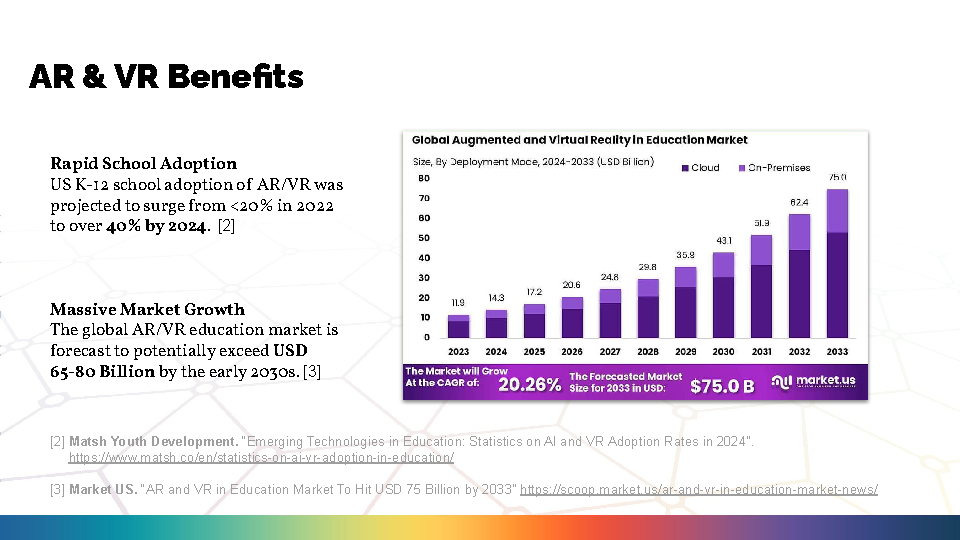 AR & VR Benefits
Rapid School Adoption
US K-12 school adoption of AR/VR was
projected to surge from <20% in 2022
to over 40% by 2024. [2]
Massive Market Growth
The global AR/VR education market is
forecast to potentially exceed USD
65-80 Billion by the early 2030s. [3]
Global Augmented and Virtual Reality in Education Market
Size, By Deployment Mode, 2024-2033 (USD Billion)
Cloud On-Premises
80
70
60
50
40
30
20
10
0
11.9 14.3 17.2 20.6 24.8 29.8 35.9 43.1 51.9 62.4 75.0
2023 2024 2025 2026 2027 2028 2029 2030 2031 2032 2033
The Market will Grow
At the CAGR of: 20.26%
The Forecasted Market
Size for 2033 in USD: $75.0 B
market.us
[2] Matsh Youth Development. "Emerging Technologies in Education: Statistics on AI and VR Adoption Rates in 2024".
https://www.matsh.co/en/statistics-on-ai-vr-adoption-in-education/
[3] Market US. "AR and VR in Education Market To Hit USD 75 Billion by 2033" https://scoop.market.us/ar-and-vr-in-education-market-news/